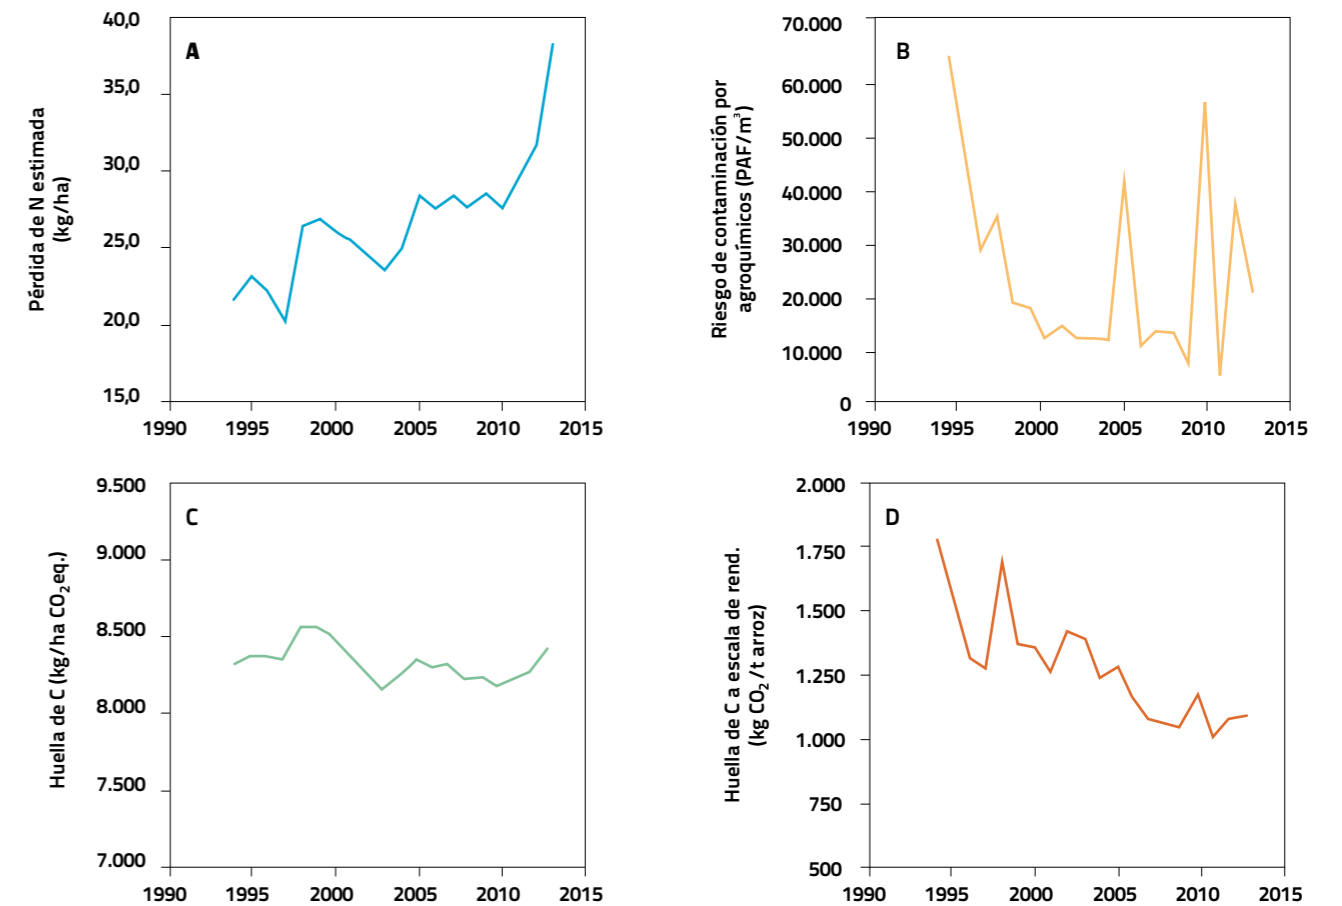 A
Pérdida de N estimada
(kg/ha)
40,0
35,0
30,0
25,0
20,0
15,0
1990 1995 2000 2005 2010 2015
B
Riesgo de contaminación por
agroquímicos (PAF/m³)
70.000
60.000
50.000
40.000
30.000
20.000
10.000
0
1990 1995 2000 2005 2010 2015
C
Huella de C (kg/ha CO₂eq.)
9.500
9.000
8.500
8.000
7.500
7.000
1990 1995 2000 2005 2010 2015
D
Huella de C a escala de rend.
(kg CO₂/t arroz)
2.000
1.750
1.500
1.250
1.000
750
500
1990 1995 2000 2005 2010 2015